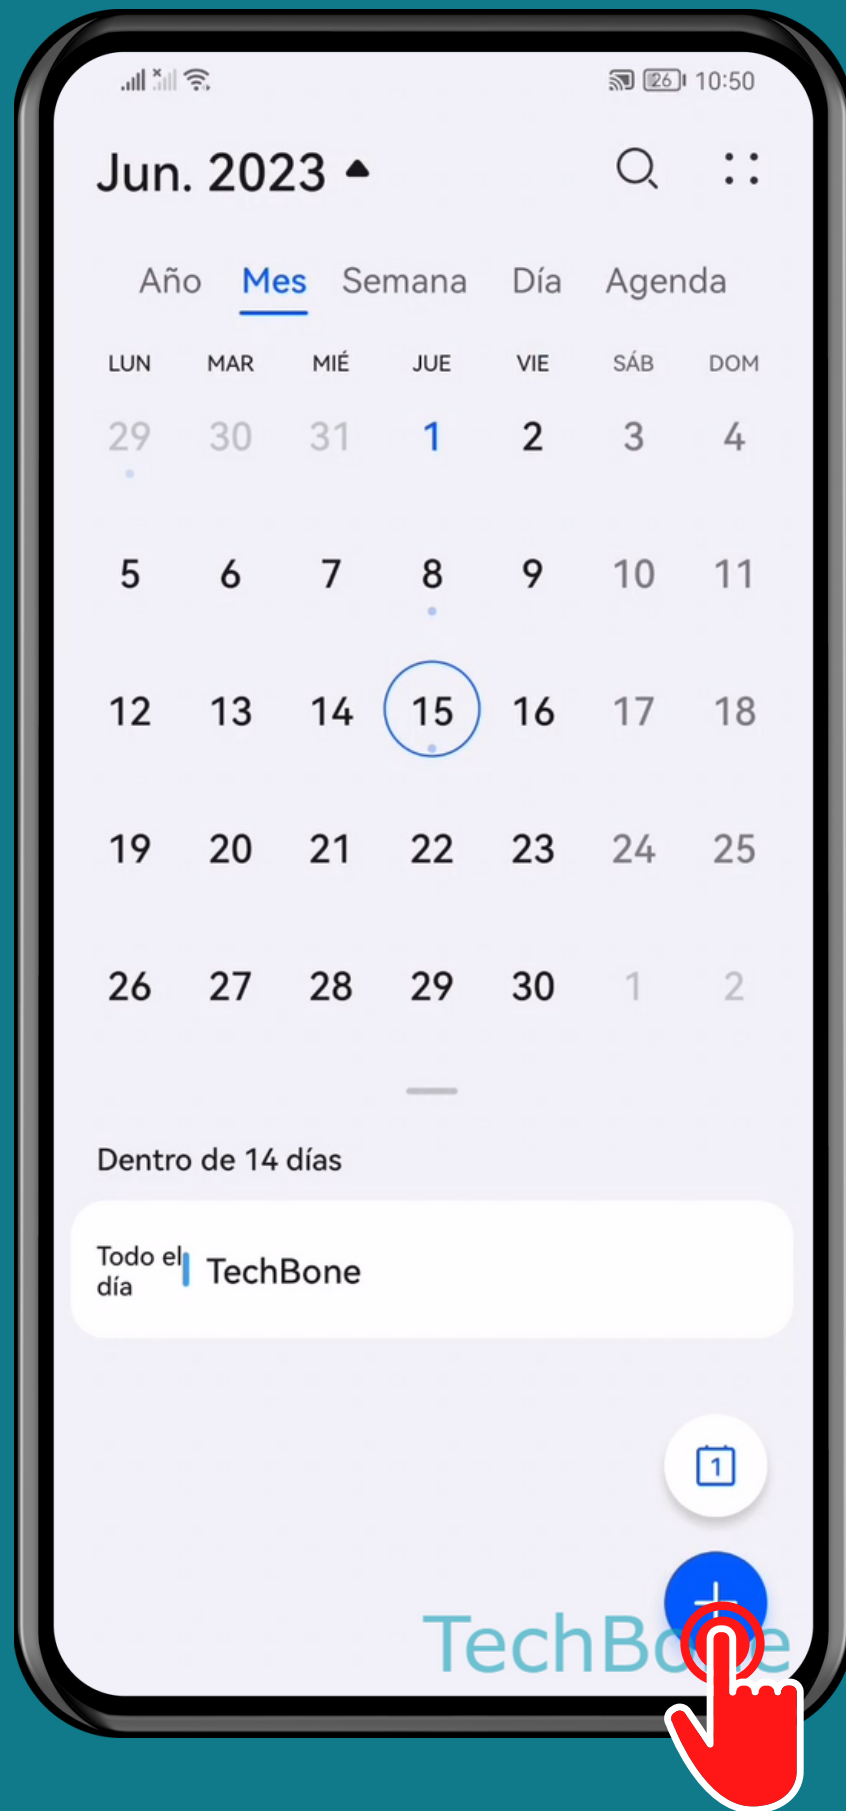 26 10:50
Jun. 2023
Año Mes Semana Día Agenda
LUN MAR MIÉ JUE VIE SÁB DOM
29 30 31 1 2 3 4
5 6 7 8 9 10 11
12 13 14 15 16 17 18
19 20 21 22 23 24 25
26 27 28 29 30 1 2
Dentro de 14 días
Todo el
día
TechBone
1
TechBone